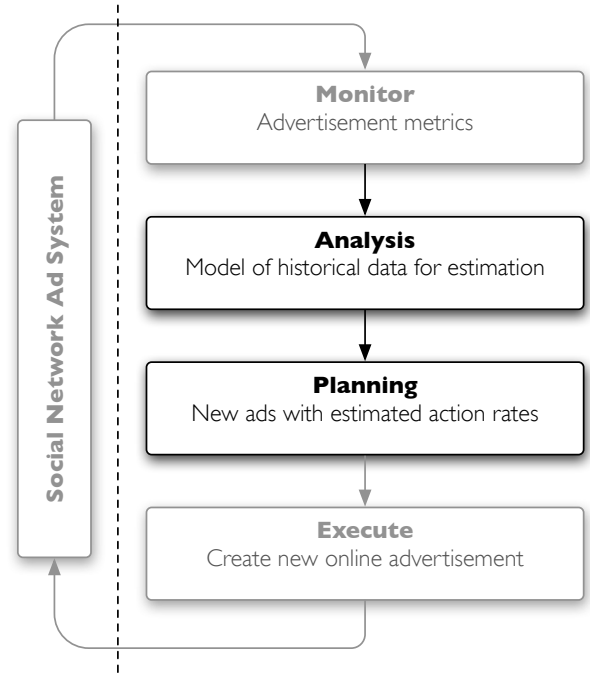 Social Network Ad System
Monitor
Advertisement metrics
Analysis
Model of historical data for estimation
Planning
New ads with estimated action rates
Execute
Create new online advertisement